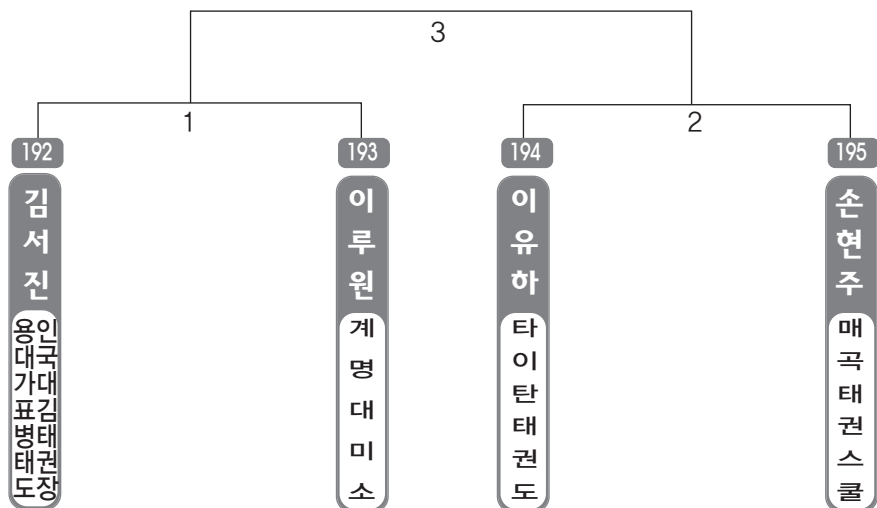 3
1
2
192
193
194
195
김서진
이루원
이유하
손현주
용인대국가대표김병태태권도장
계명대미소
타이탄태권도
매곡태권스쿨